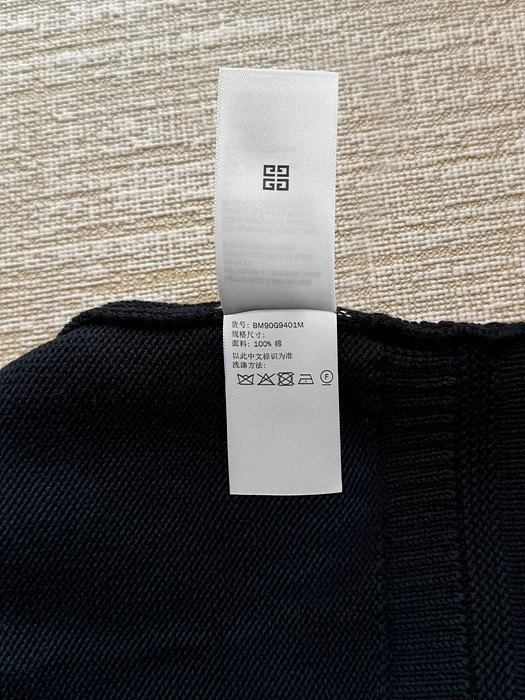 货号: BM90G9401M
规格尺寸:
面料: 100% 棉
以此中文标识为准
洗涤方法:
F